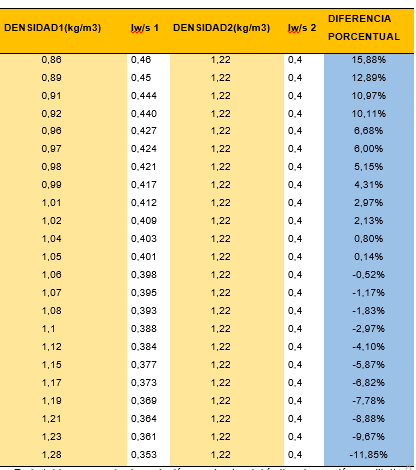 DENSIDAD1(kg/m3) lw/s 1 DENSIDAD2(kg/m3) lw/s 2 DIFERENCIA PORCENTUAL
0,86 0,46 1,22 0,4 15,88%
0,89 0,45 1,22 0,4 12,89%
0,91 0,444 1,22 0,4 10,97%
0,92 0,440 1,22 0,4 10,11%
0,96 0,427 1,22 0,4 6,68%
0,97 0,424 1,22 0,4 6,00%
0,98 0,421 1,22 0,4 5,15%
0,99 0,417 1,22 0,4 4,31%
1,01 0,412 1,22 0,4 2,97%
1,02 0,409 1,22 0,4 2,13%
1,04 0,403 1,22 0,4 0,80%
1,05 0,401 1,22 0,4 0,14%
1,06 0,398 1,22 0,4 -0,52%
1,07 0,395 1,22 0,4 -1,17%
1,08 0,393 1,22 0,4 -1,83%
1,1 0,388 1,22 0,4 -2,97%
1,12 0,384 1,22 0,4 -4,10%
1,15 0,377 1,22 0,4 -5,87%
1,17 0,373 1,22 0,4 -6,82%
1,19 0,369 1,22 0,4 -7,78%
1,21 0,364 1,22 0,4 -8,88%
1,23 0,361 1,22 0,4 -9,67%
1,28 0,353 1,22 0,4 -11,85%